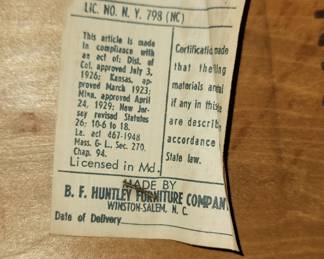 LIC. NO. N. Y. 798 (NC)
This article is made
in compliance with
an act of: Dist. of
Col. approved July 3,
1926; Kansas, ap-
proved March 1923;
Minn. approved April
24, 1929; New Jer-
sey revised Statutes
26: 10-6 to 18.
La. act 467-1948
Mass. G. L., Sec. 270.
Chap. 94.
Licensed in Md.
Certification made
that the filling
materials
if any in this
are describ
accordance
State law.
MADE BY
B. F. HUNTLEY FURNITURE COMPANY
WINSTON-SALEM, N. C.
Date of Delivery